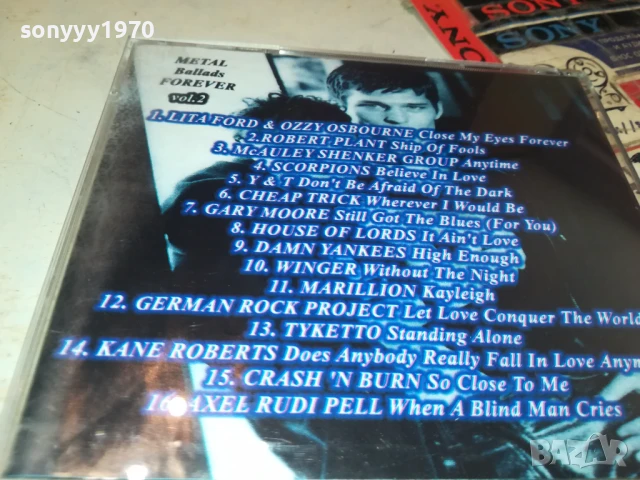 sonyyy1970
SONY
SONY
METAL
Ballads
FOREVER
vol.2
1. LITA FORD & OZZY OSBOURNE Close My Eyes Forever
2.ROBERT PLANT Ship Of Fools
3. McAULEY SHENKER GROUP Anytime
4. SCORPIONS Believe In Love
5. Y & T Don't Be Afraid Of The Dark
6. CHEAP TRICK Wherever I Would Be
7. GARY MOORE Still Got The Blues (For You)
8. HOUSE OF LORDS It Ain't Love
9. DAMN YANKEES High Enough
10. WINGER Without The Night
11. MARILLION Kayleigh
12. GERMAN ROCK PROJECT Let Love Conquer The World
13. TYKETTO Standing Alone
14. KANE ROBERTS Does Anybody Really Fall In Love Anym
15. CRASH 'N BURN So Close To Me
16. AXEL RUDI PELL When A Blind Man Cries
sonyyy1970
BAZAR